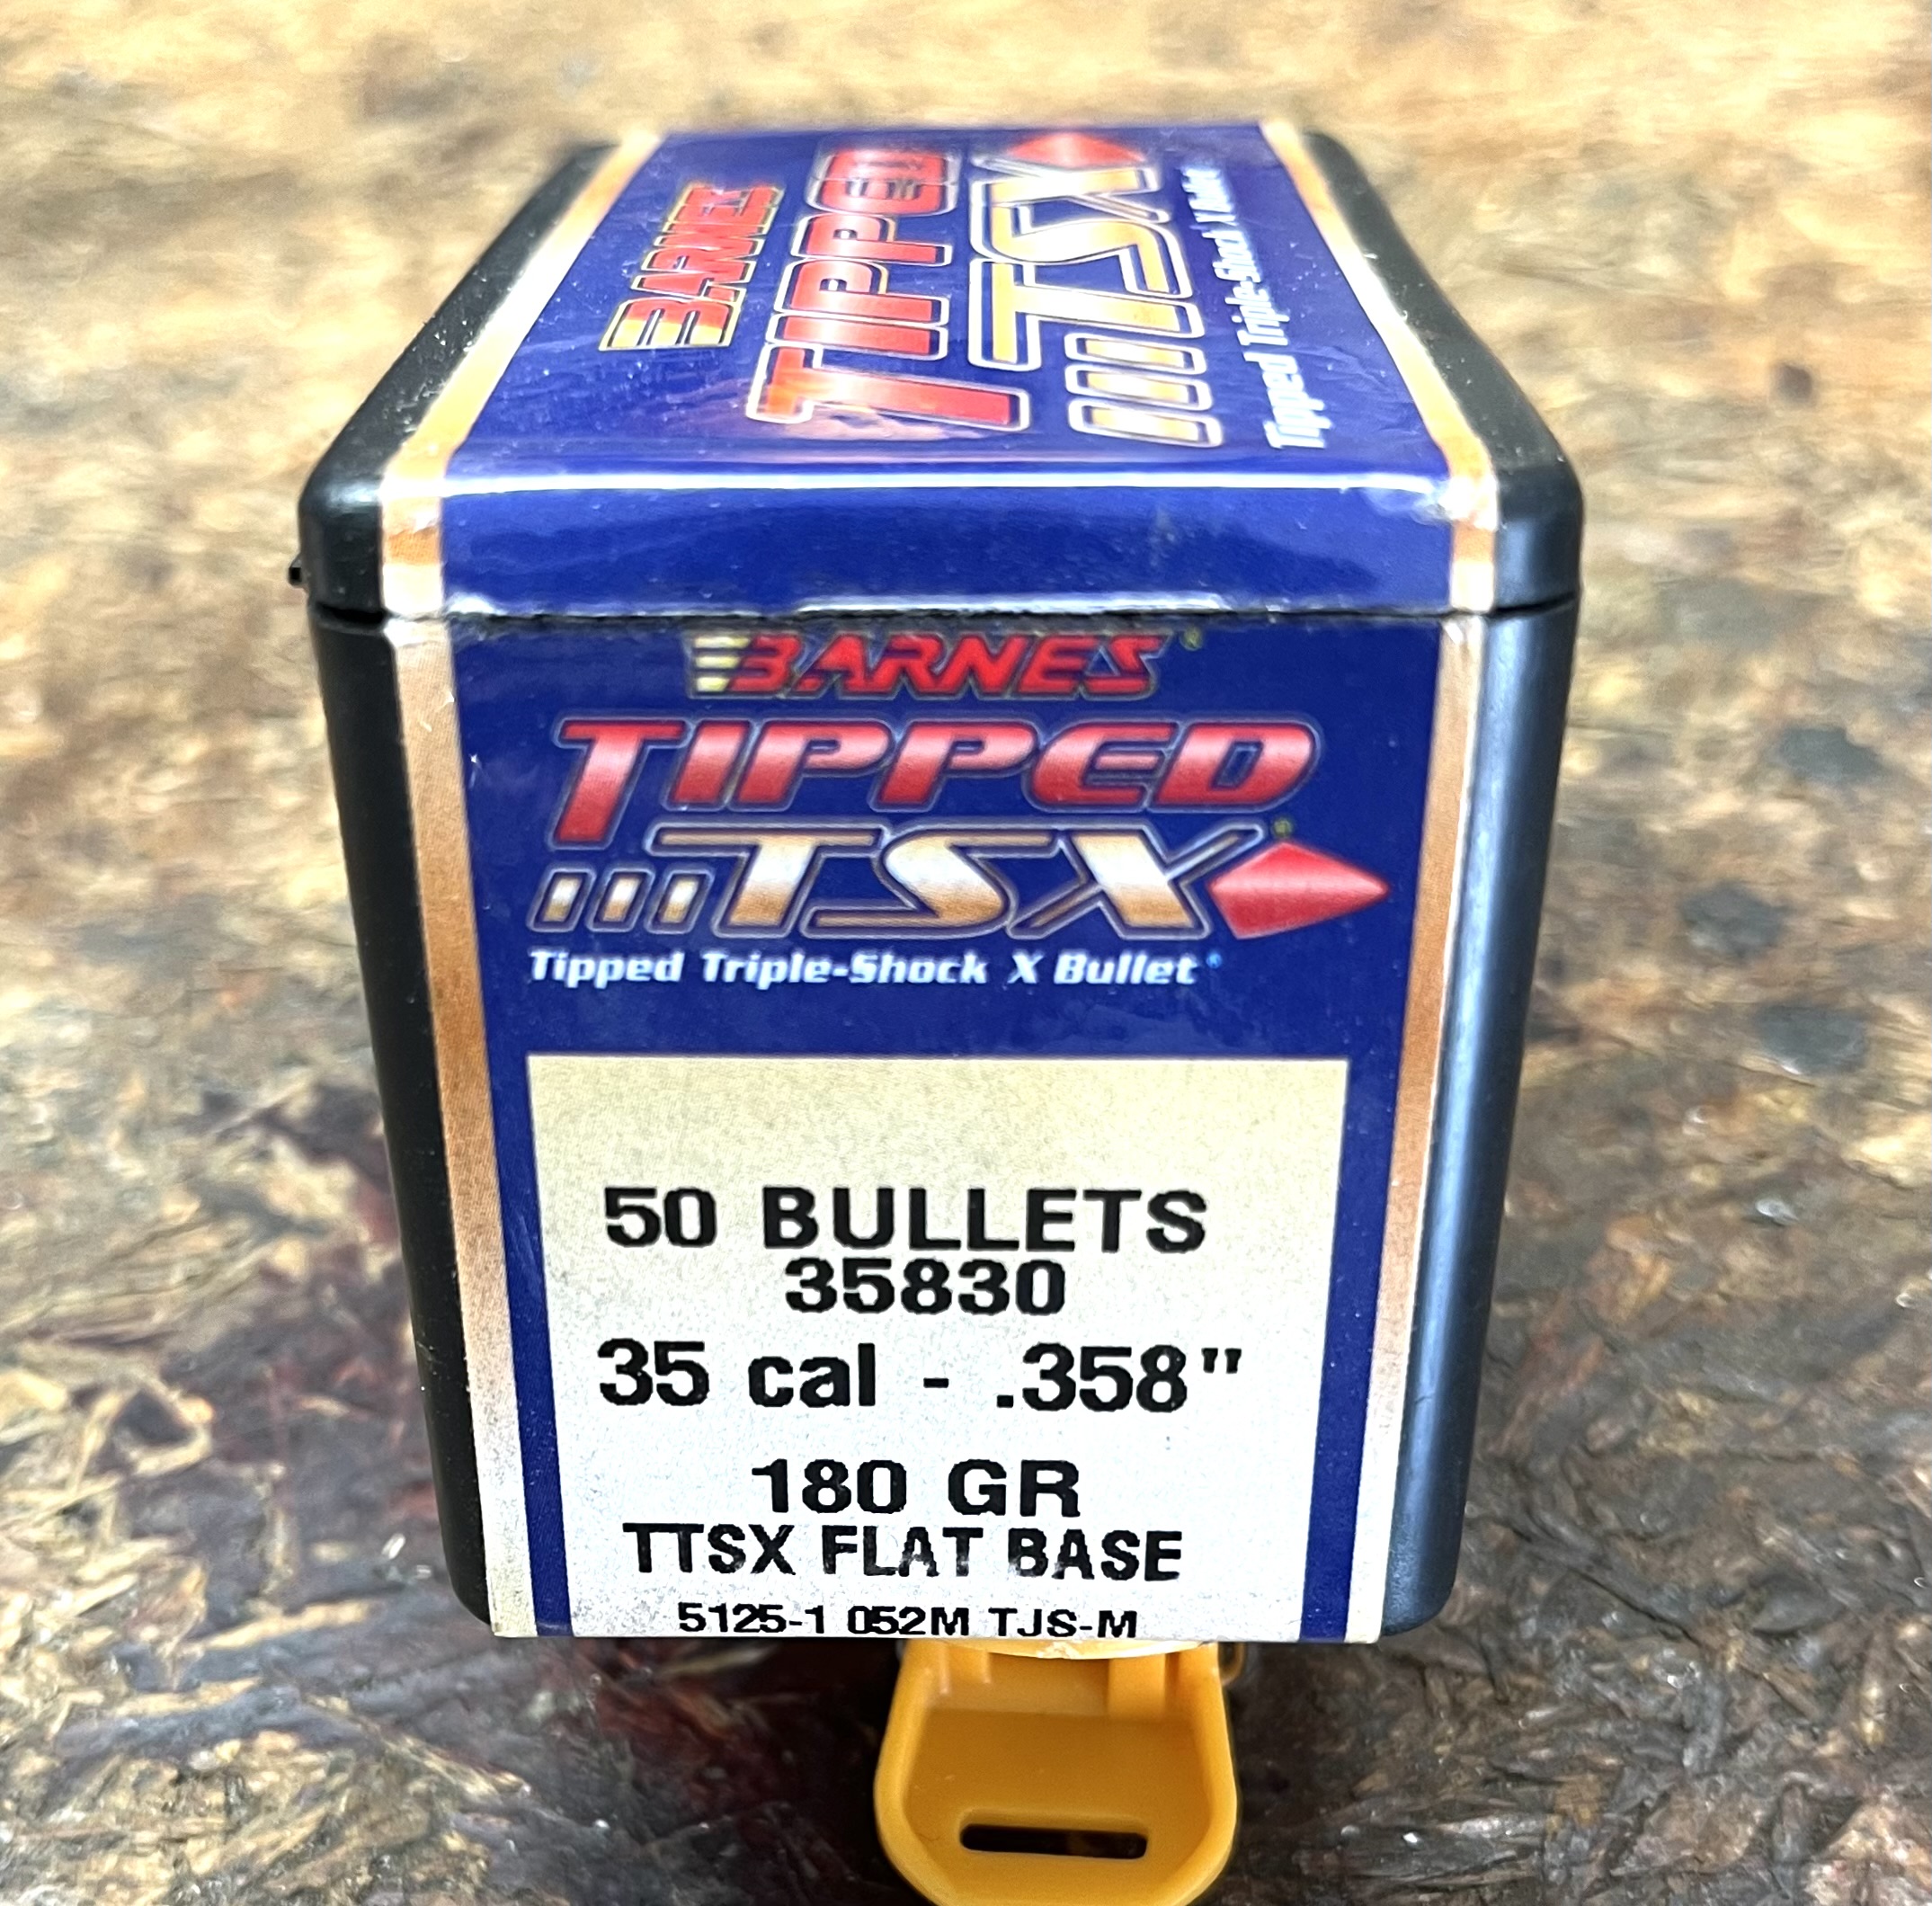 BARNES
TIPPED
TSX
Tipped Triple-Shock X Bullet
BARNES®
TIPPED
TSX®
Tipped Triple-Shock X Bullet®
50 BULLETS
35830
35 cal - .358"
180 GR
TTSX FLAT BASE
5125-1 052M TJS-M